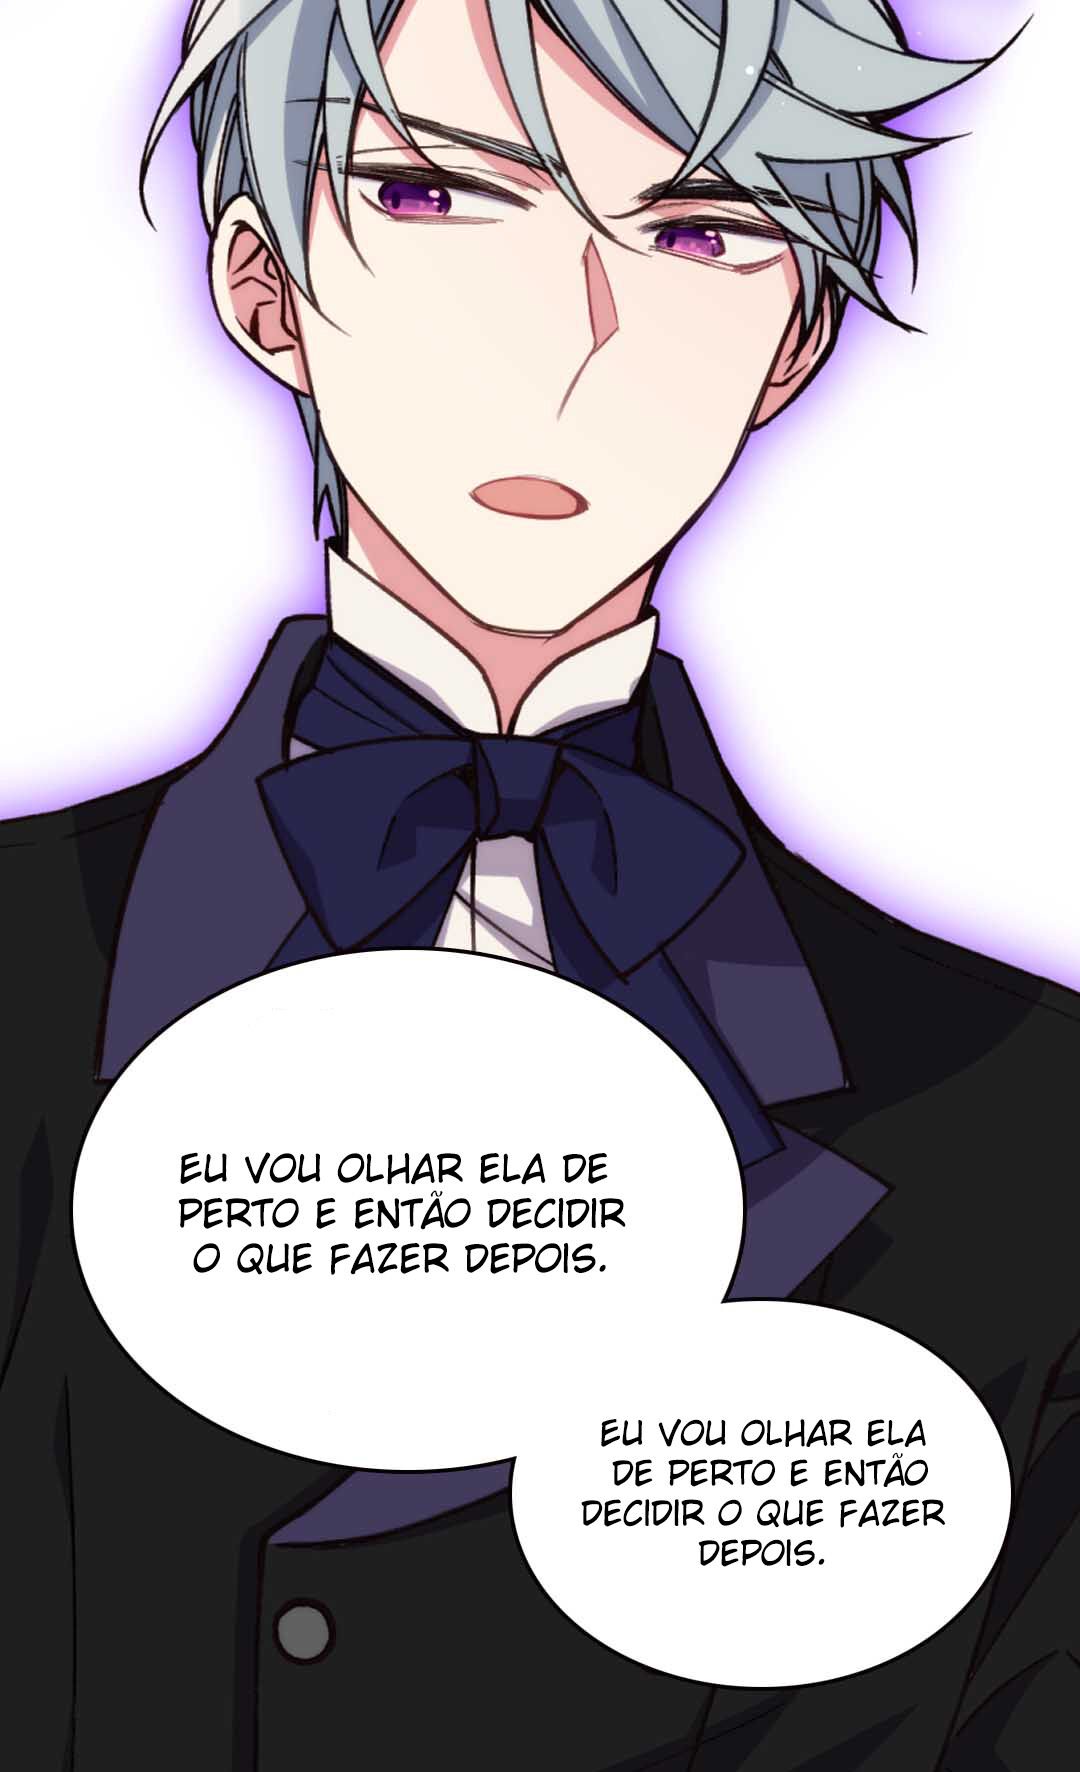 EU VOU OLHAR ELA DE
PERTO E ENTÃO DECIDIR
O QUE FAZER DEPOIS.
EU VOU OLHAR ELA
DE PERTO E ENTÃO
DECIDIR O QUE FAZER
DEPOIS.